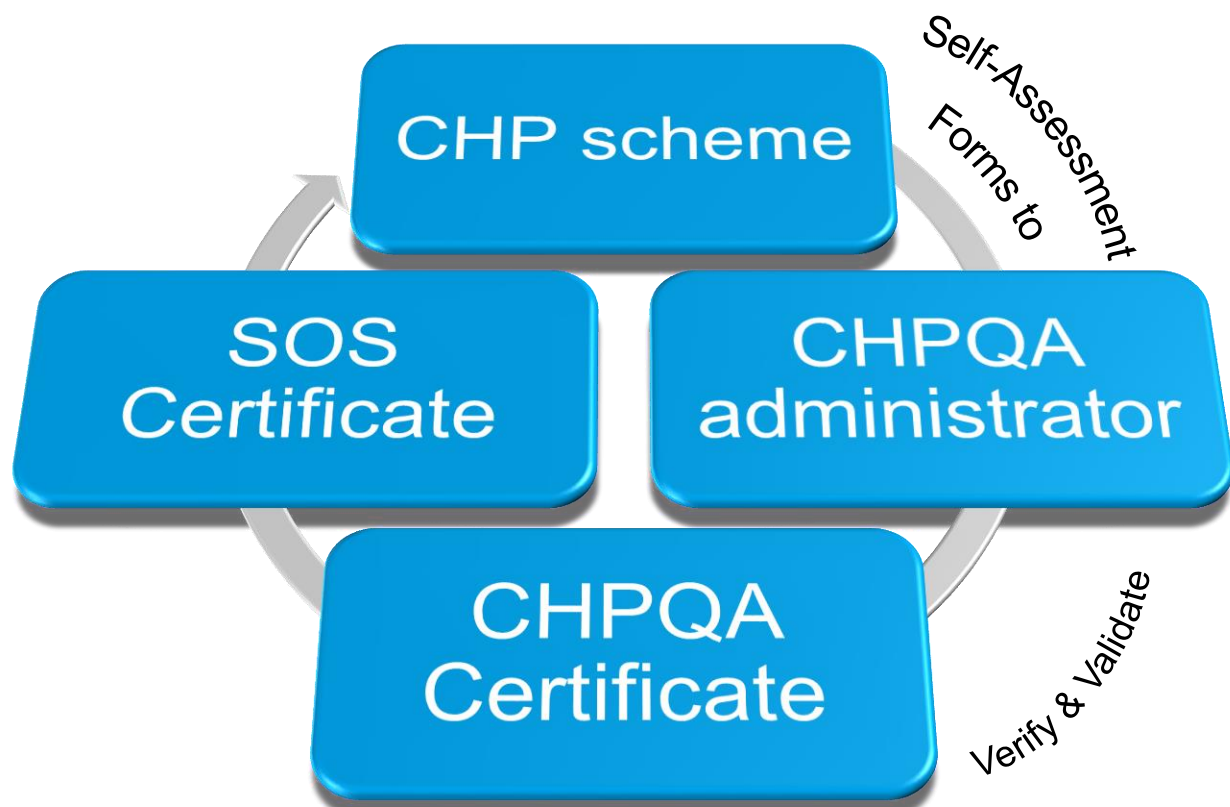 CHP scheme
Self-Assessment
Forms to
CHPQA
administrator
Verify & Validate
CHPQA
Certificate
SOS
Certificate